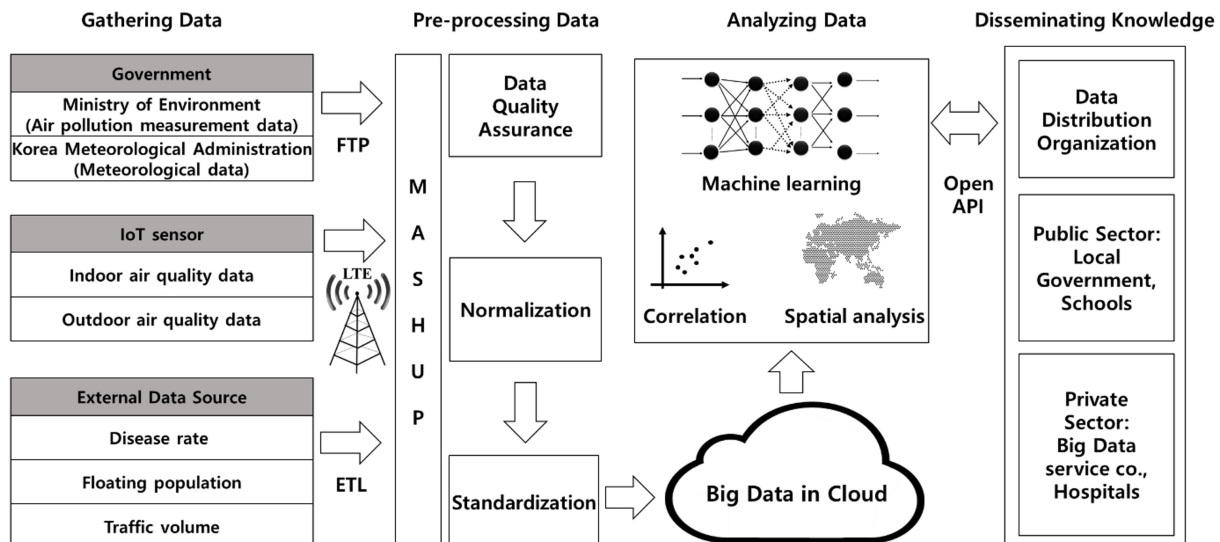 Gathering Data
Government
Ministry of Environment
(Air pollution measurement data)
Korea Meteorological Administration
(Meteorological data)
FTP
IoT sensor
Indoor air quality data
Outdoor air quality data
LTE
External Data Source
Disease rate
Floating population
Traffic volume
ETL
Pre-processing Data
M
A
S
H
U
P
Data
Quality
Assurance
Normalization
Standardization
Analyzing Data
Machine learning
Correlation
Spatial analysis
Big Data in Cloud
Open
API
Disseminating Knowledge
Data
Distribution
Organization
Public Sector:
Local
Government,
Schools
Private
Sector:
Big Data
service co.,
Hospitals